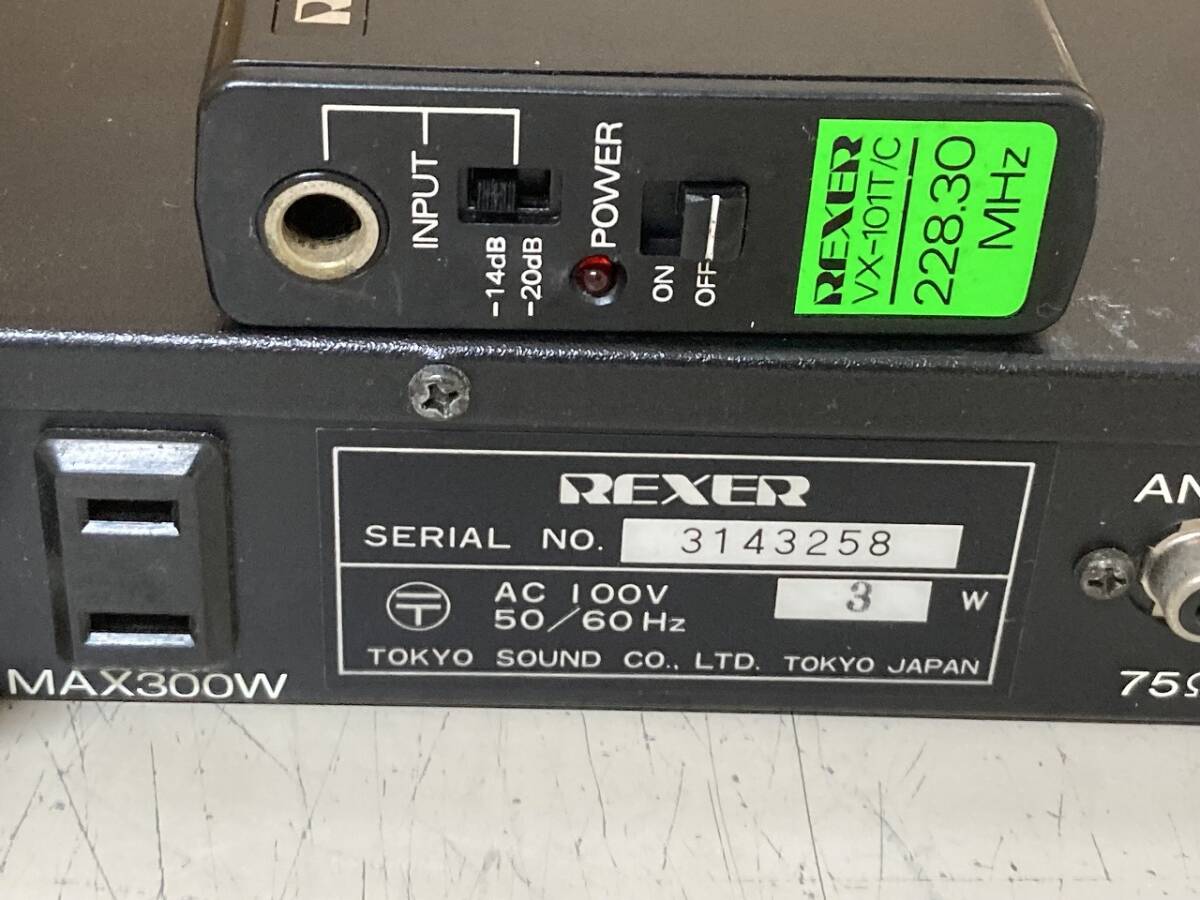 INPUT
-14dB
-20dB
POWER
ON
OFF
REXER
VX-101T/C
228.30
MHz
REXER
SERIAL NO. 3143258
AC 100V 3 W
50/60Hz
TOKYO SOUND CO., LTD. TOKYO JAPAN
MAX300W
AN
75Ω